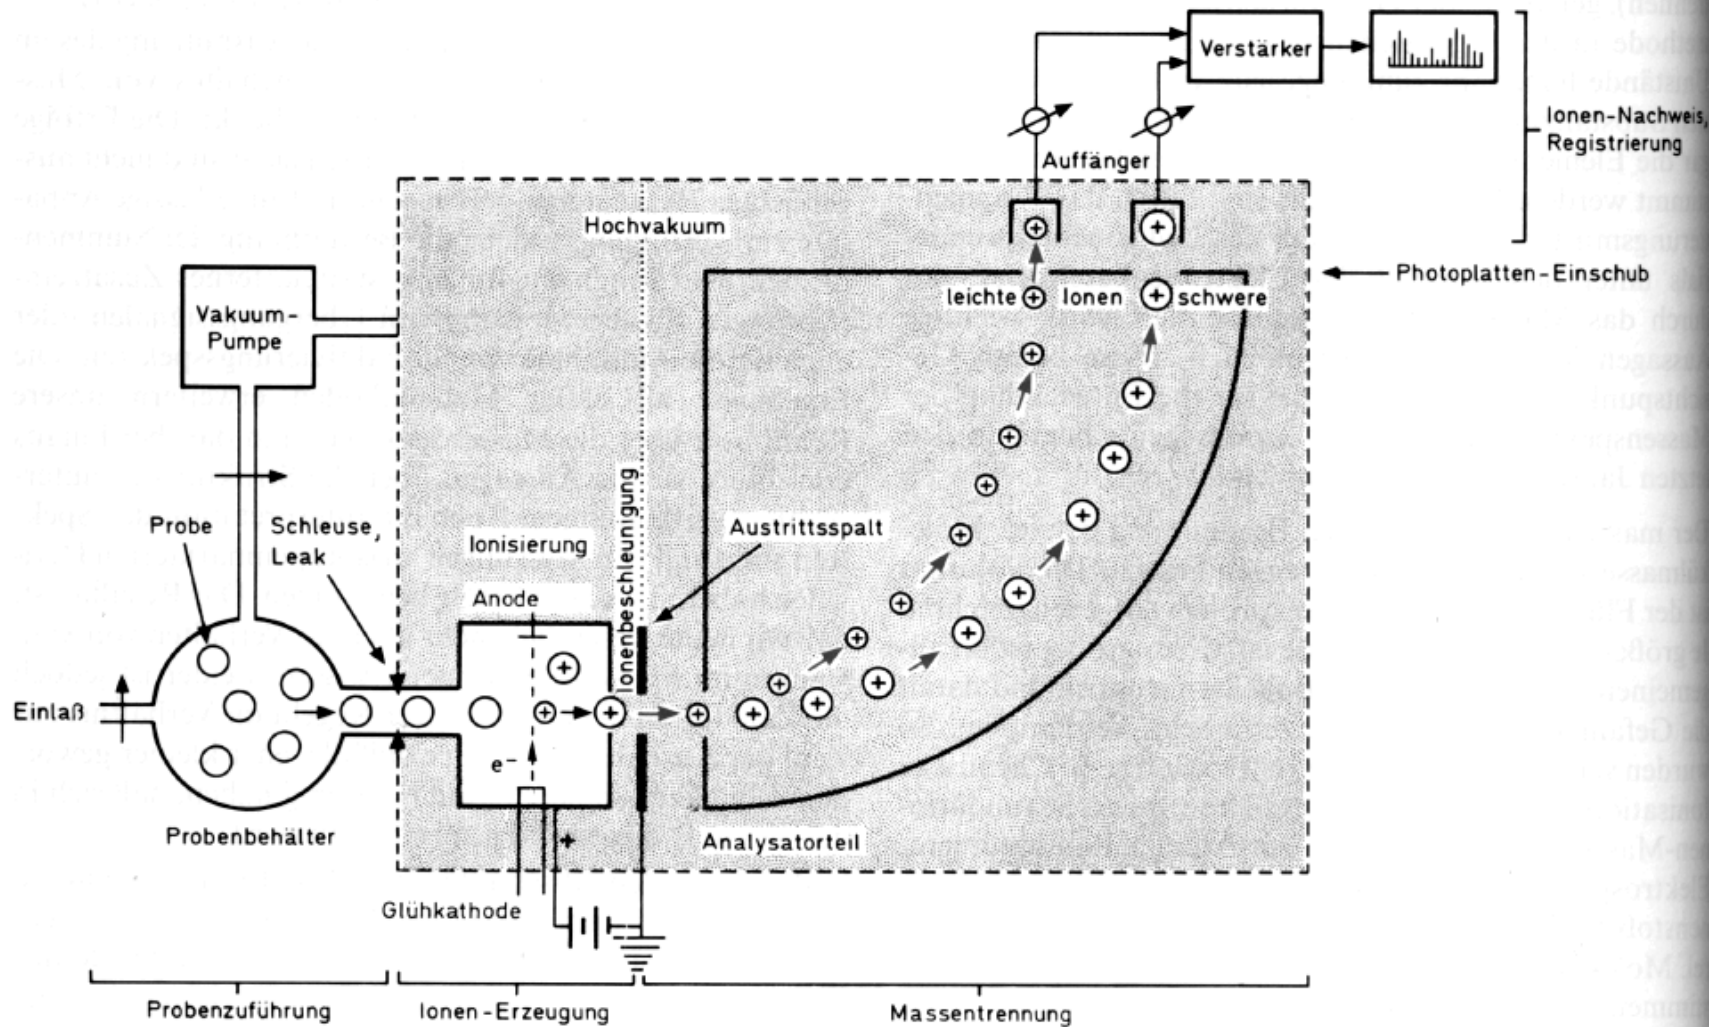 Verstärker
Ionen-Nachweis,
Registrierung
Auffänger
Hochvakuum
Photoplatten-Einschub
leichte Ionen schwere
Vakuum-
Pumpe
Probe
Schleuse,
Leak
Ionisierung
Anode
Ionenbeschleunigung
Austrittsspalt
Einlaß
e⁻
+
Probenbehälter
Analysatorteil
Glühkathode
Probenzuführung
Ionen-Erzeugung
Massentrennung